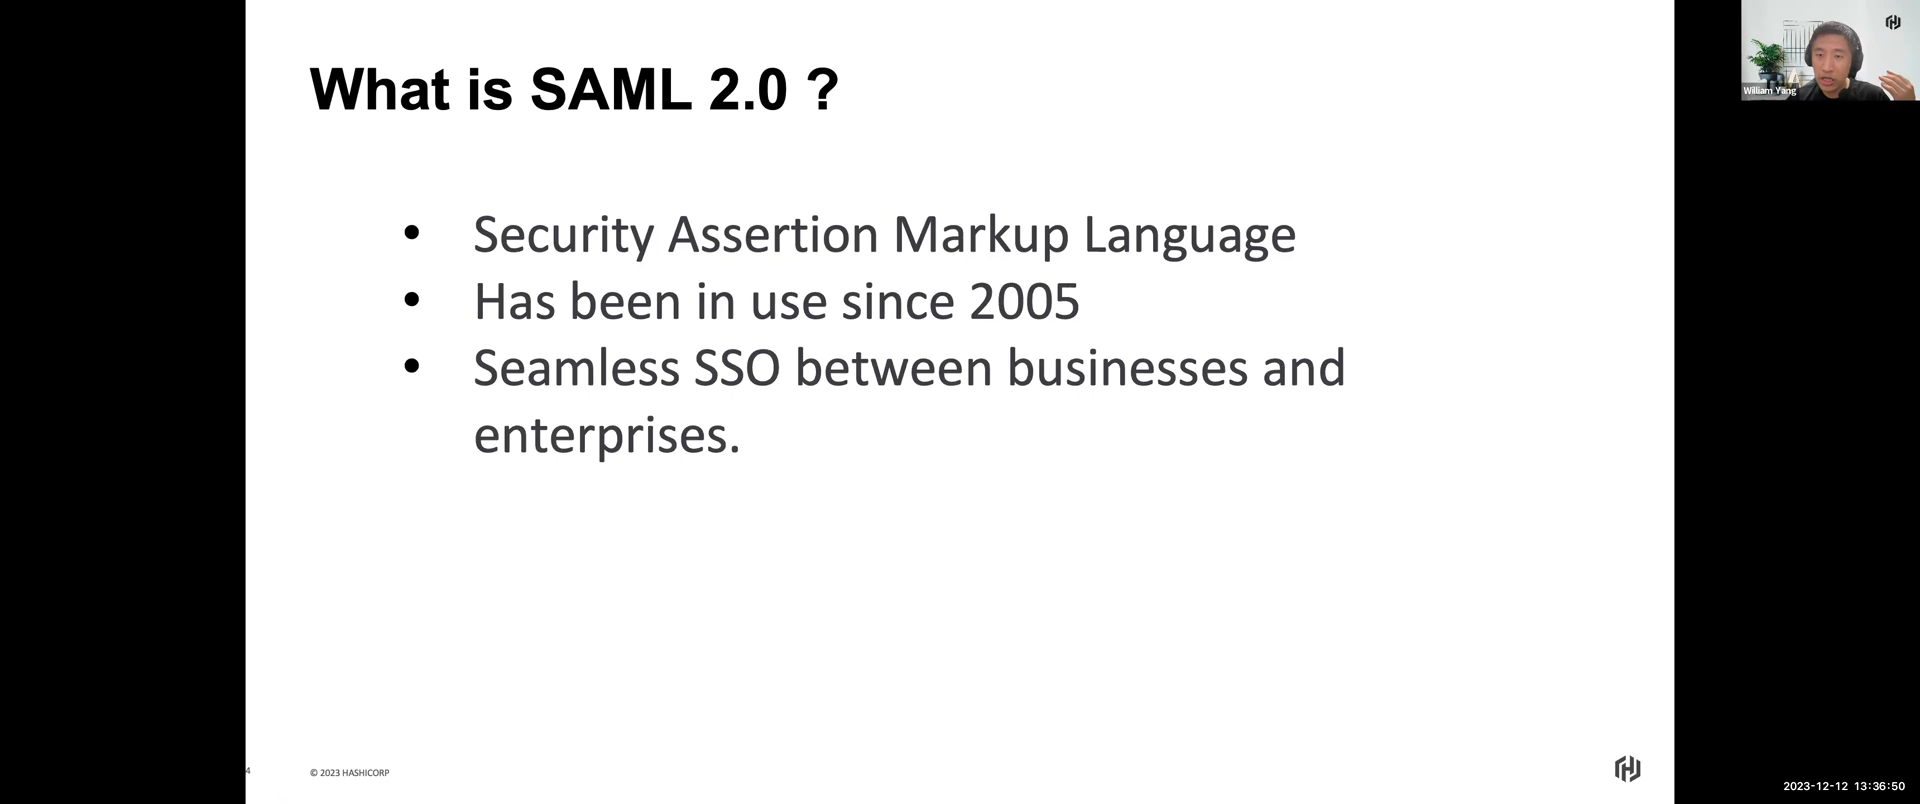 What is SAML 2.0 ?
William Yang
• Security Assertion Markup Language
• Has been in use since 2005
• Seamless SSO between businesses and
enterprises.
4
© 2023 HASHICORP
2023-12-12 13:36:50